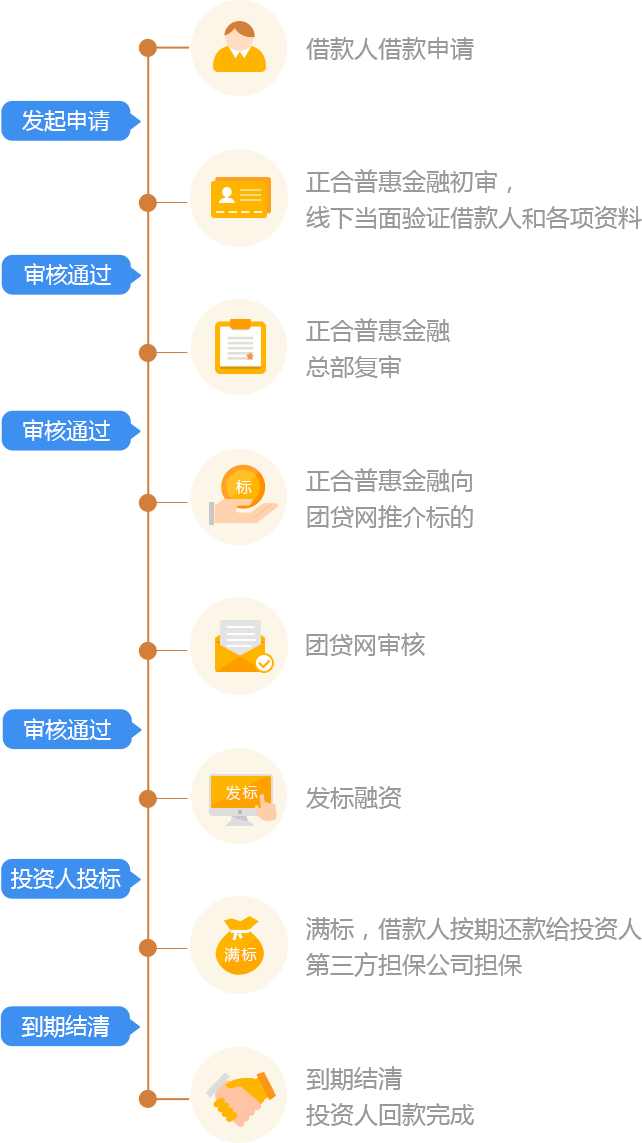 借款人借款申请
发起申请
正合普惠金融初审，
线下当面验证借款人和各项资料
审核通过
正合普惠金融
总部复审
审核通过
正合普惠金融向
团贷网推介标的
标
团贷网审核
审核通过
发标融资
发标
投资人投标
满标，借款人按期还款给投资人
第三方担保公司担保
满标
到期结清
到期结清
投资人回款完成